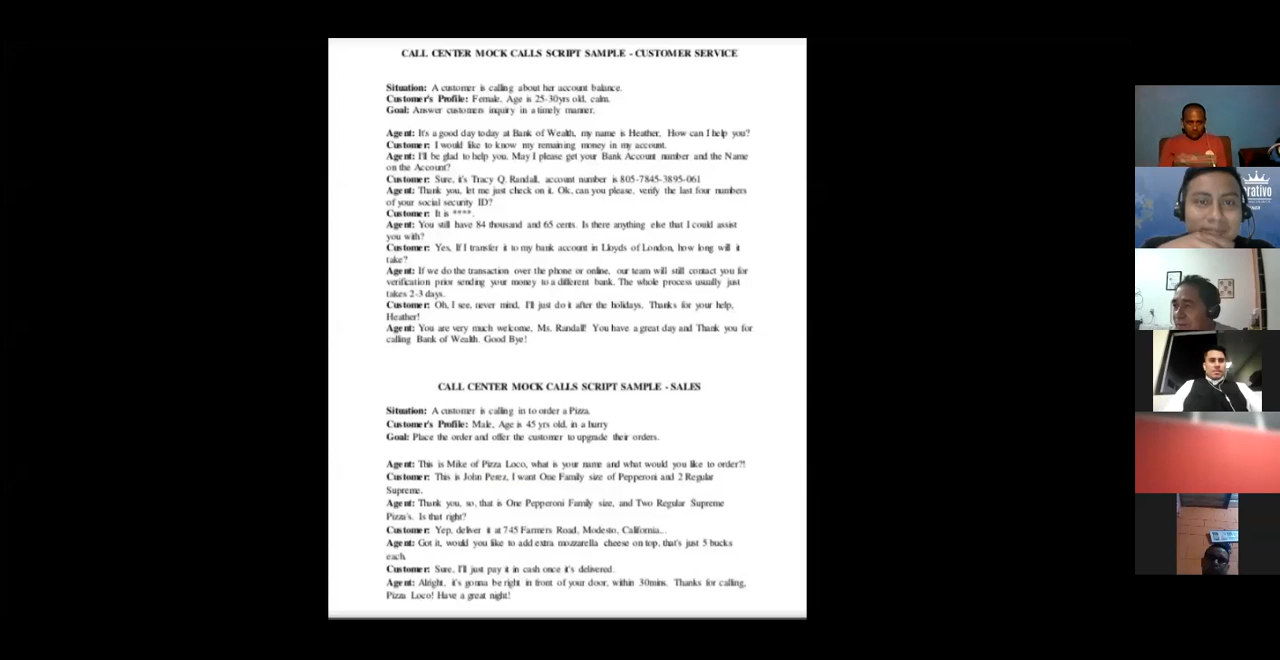 CALL CENTER MOCK CALLS SCRIPT SAMPLE - CUSTOMER SERVICE
Situation: A customer is calling about her account balance.
Customer's Profile: Female, Age is 25-30yrs old, calm.
Goal: Answer customers inquiry in a timely manner.
Agent: It's a good day today at Bank of Wealth, my name is Heather, How can I help you?
Customer: I would like to know my remaining money in my account.
Agent: I'll be glad to help you. May I please get your Bank Account number and the Name
on the Account?
Customer: Sure, it's Tracy Q. Randall, account number is 805-7845-3895-061
Agent: Thank you, let me just check on it. Ok, can you please, verify the last four numbers
of your social security ID?
Customer: It is ****.
Agent: You still have 84 thousand and 65 cents. Is there anything else that I could assist
you with?
Customer: Yes, If I transfer it to my bank account in Lloyds of London, how long will it
take?
Agent: If we do the transaction over the phone or online, our team will still contact you for
verification prior sending your money to a different bank. The whole process usually just
takes 2-3 days.
Customer: Oh, I see, never mind, I'll just do it after the holidays. Thanks for your help,
Heather!
Agent: You are very much welcome, Ms. Randall! You have a great day and Thank you for
calling Bank of Wealth. Good Bye!
CALL CENTER MOCK CALLS SCRIPT SAMPLE - SALES
Situation: A customer is calling in to order a Pizza.
Customer's Profile: Male, Age is 45 yrs old, in a hurry
Goal: Place the order and offer the customer to upgrade their orders.
Agent: This is Mike of Pizza Loco, what is your name and what would you like to order?!
Customer: This is John Perez, I want One Family size of Pepperoni and 2 Regular
Supreme.
Agent: Thank you, so, that is One Pepperoni Family size, and Two Regular Supreme
Pizza's. Is that right?
Customer: Yep, deliver it at 745 Farmers Road, Modesto, California...
Agent: Got it, would you like to add extra mozzarella cheese on top, that's just 5 bucks
each.
Customer: Sure, I'll just pay it in cash once it's delivered.
Agent: Alright, it's gonna be right in front of your door, within 30mins. Thanks for calling,
Pizza Loco! Have a great night!
rativo